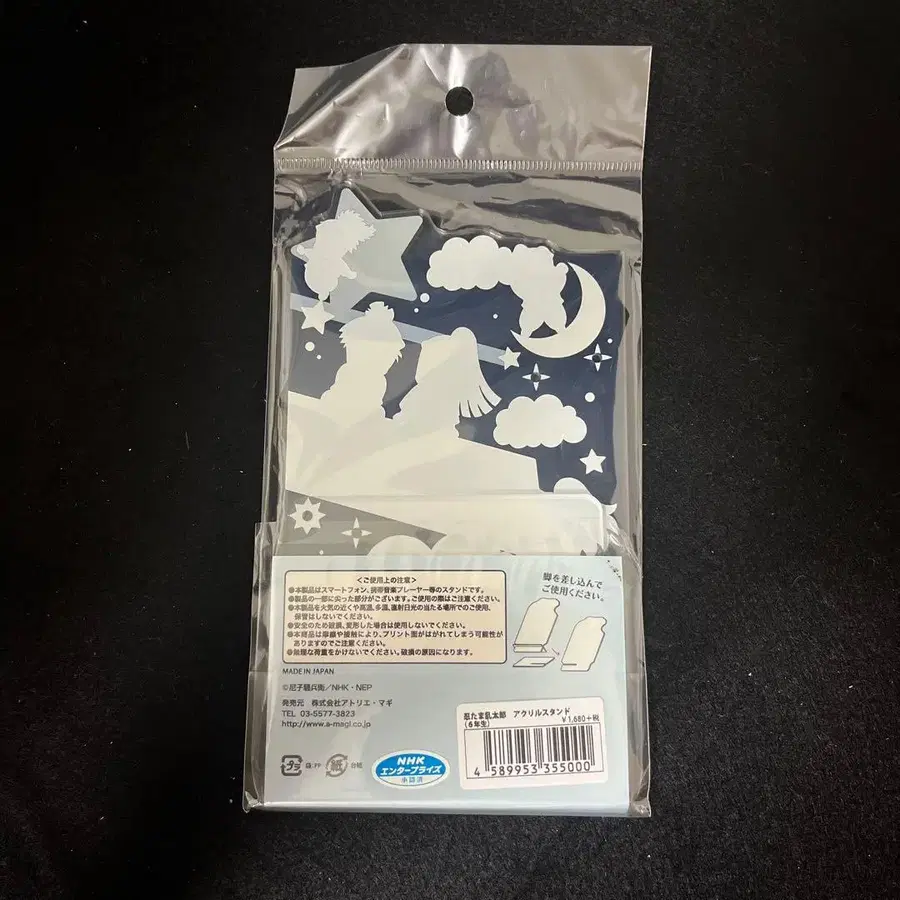 <ご使用上の注意>
●本製品はスマートフォン、携帯音楽プレーヤー等のスタンドです。
●製品の一部に尖った部分がございます。ご使用の際はご注意ください。
●本製品を火気の近くや高温、多湿、直射日光の当たる場所でのご使用、
保管はしないでください。
●安全のため破損、変形した場合は使用しないでください。
●本商品は摩擦や接触により、プリント面がはがれてしまう可能性が
ありますのでご注意ください。
●無理な荷重をかけないでください。破損の原因になります。
脚を差し込んで
ご使用ください。
MADE IN JAPAN
©尼子騒兵衛/NHK・NEP
発売元 株式会社アトリエ・マギ
TEL 03-5577-3823
http://www.a-magi.co.jp
プラ 袋:PP 紙 台紙
NHK
エンタープライズ
承認済
忍たま乱太郎 アクリルスタンド
(6年生) ¥1,680+税
4 589953 355000